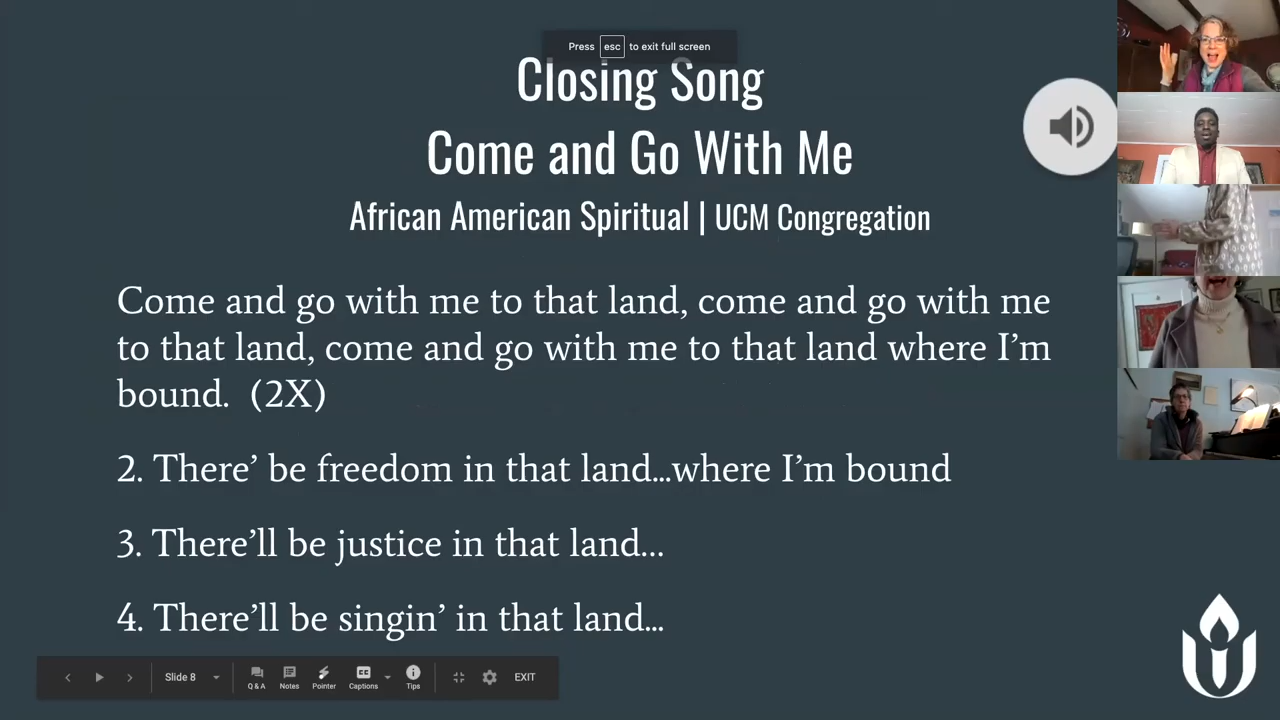 Press esc to exit full screen
Closing Song
Come and Go With Me
African American Spiritual | UCM Congregation
Come and go with me to that land, come and go with me
to that land, come and go with me to that land where I’m
bound. (2X)
2. There’ be freedom in that land...where I’m bound
3. There’ll be justice in that land...
4. There’ll be singin’ in that land...
Slide 8
Q & A
Notes
Pointer
CC
Captions
Tips
EXIT